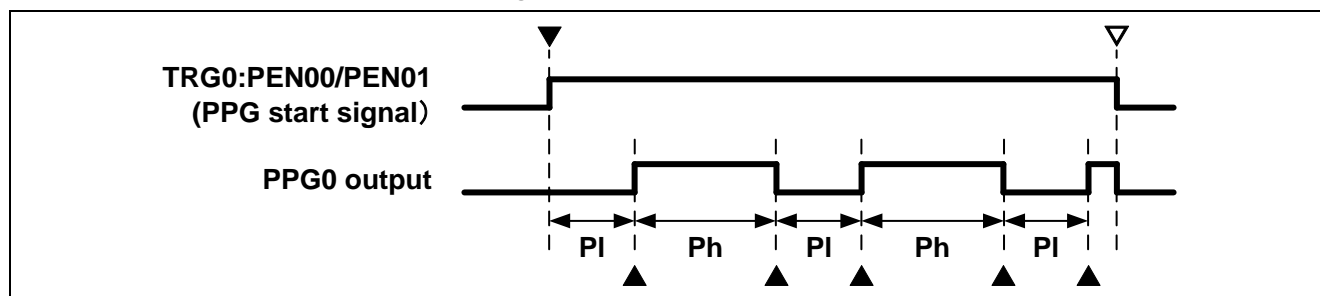 TRG0:PEN00/PEN01
(PPG start signal）
PPG0 output
Pl Ph Pl Ph Pl